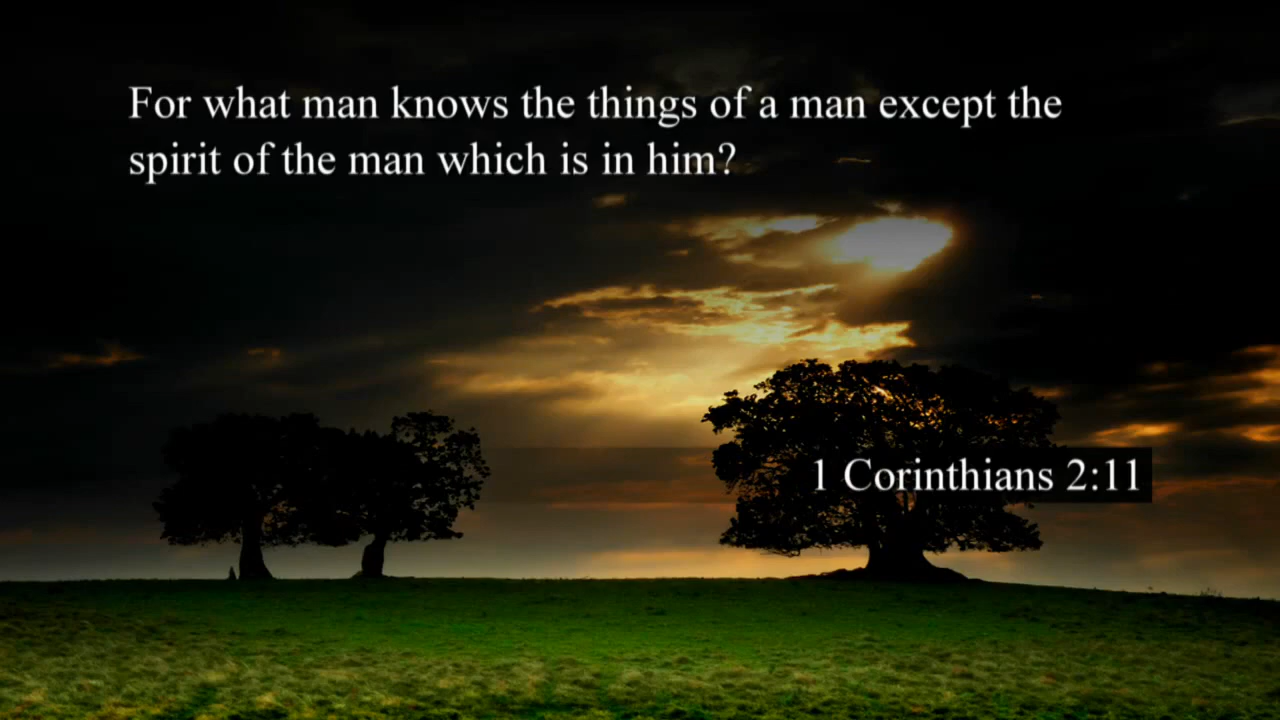 For what man knows the things of a man except the
spirit of the man which is in him?
1 Corinthians 2:11